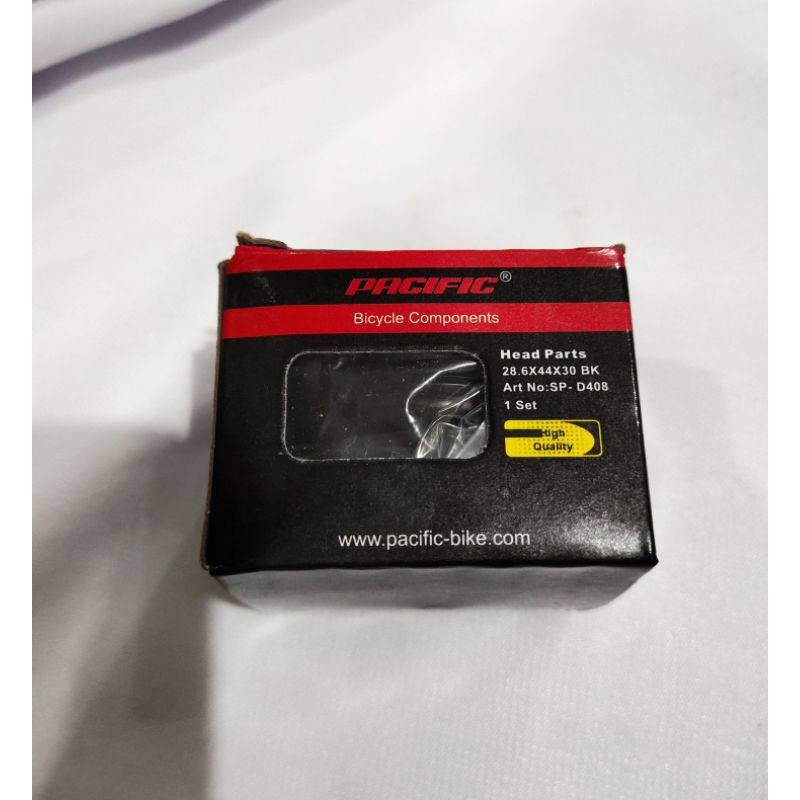 PACIFIC®
Bicycle Components
Head Parts
28.6X44X30 BK
Art No:SP- D408
1 Set
High
Quality
www.pacific-bike.com